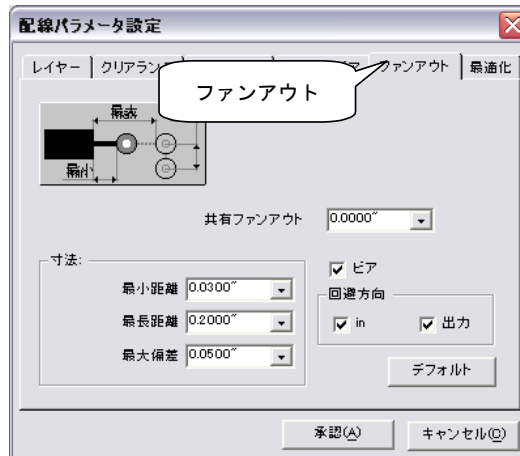 配線パラメータ設定
レイヤー クリアランス ファンアウト 最適化
ファンアウト
最長
最小
共有ファンアウト 0.0000"
寸法:
最小距離 0.0300"
最長距離 0.2000"
最大偏差 0.0500"
ビア
回避方向
in 出力
デフォルト
承認(A) キャンセル(C)